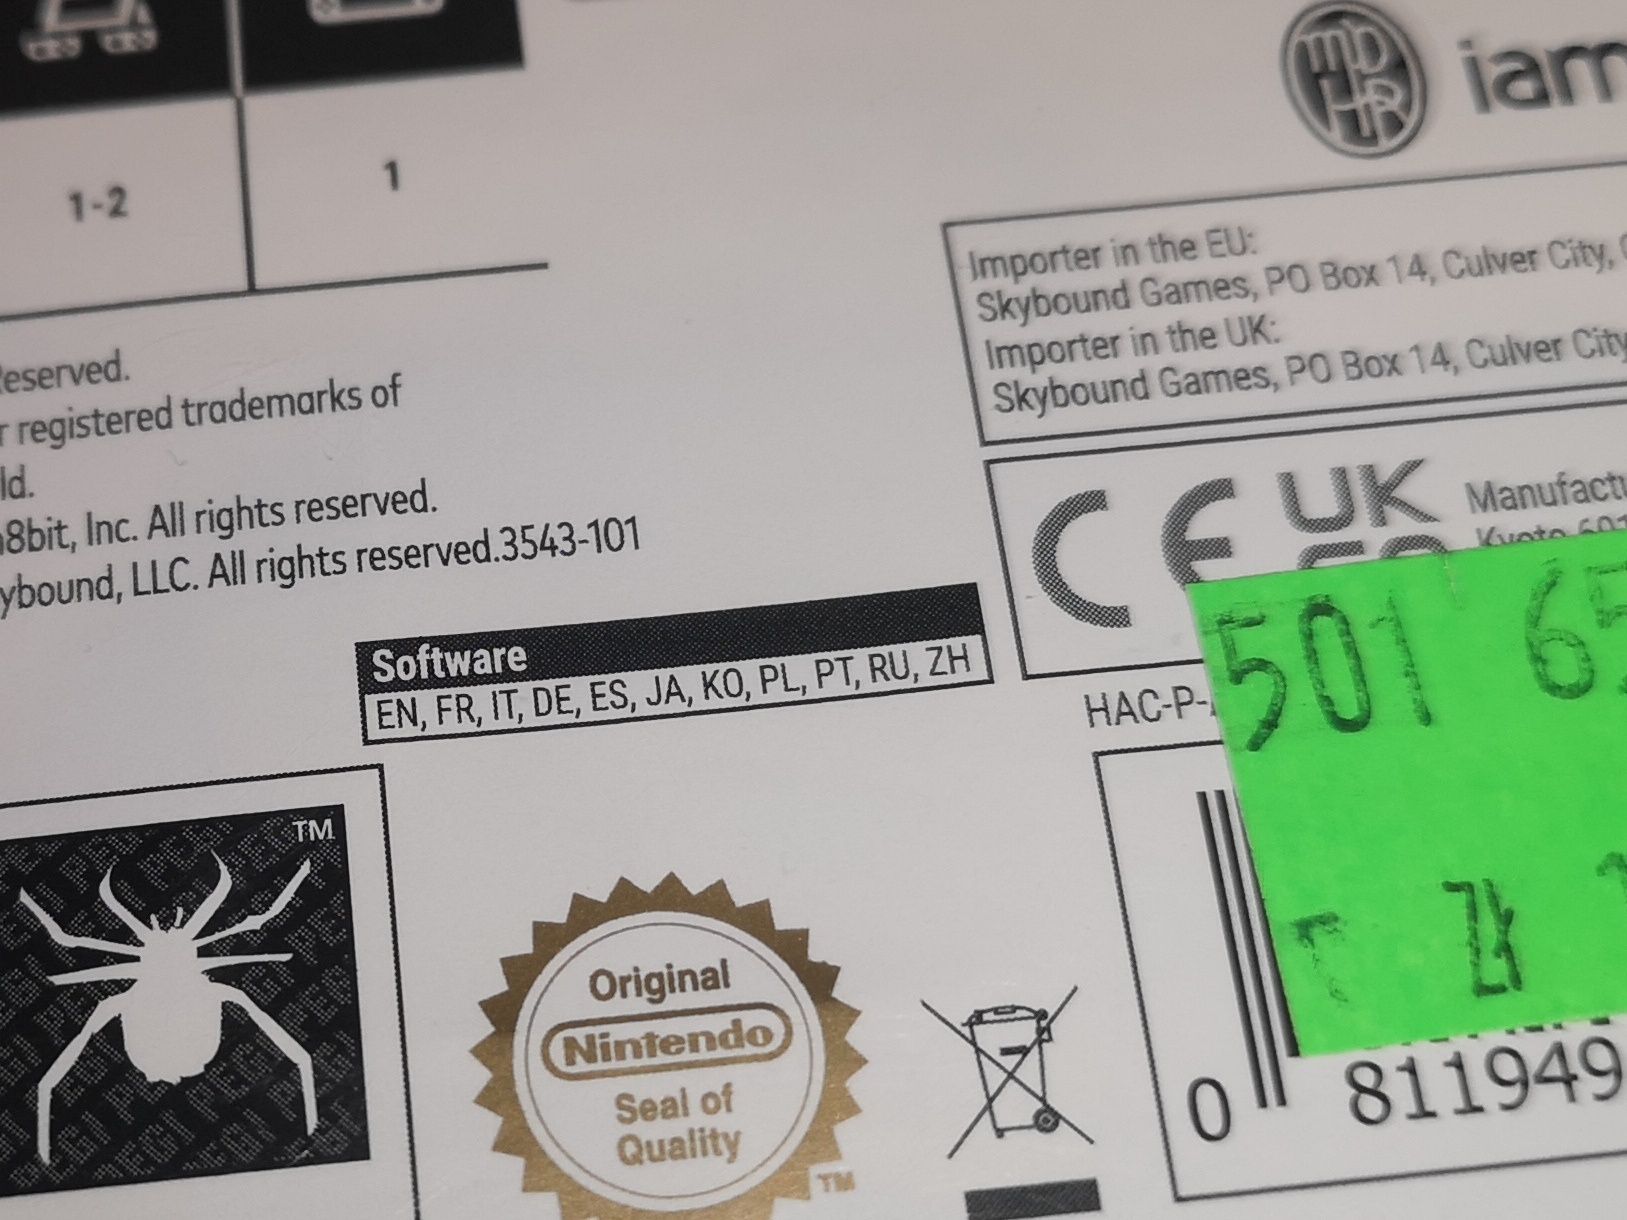 iam
1-2
1
Importer in the EU:
Skybound Games, PO Box 14, Culver City,
Importer in the UK:
Skybound Games, PO Box 14, Culver City
eserved.
r registered trademarks of
ld.
8bit, Inc. All rights reserved.
ybound, LLC. All rights reserved.3543-101
CE UK
Manufactu
Software
EN, FR, IT, DE, ES, JA, KO, PL, PT, RU, ZH
HAC-P-
501
zł
TM
Original
Nintendo
Seal of
Quality
TM
0 811949